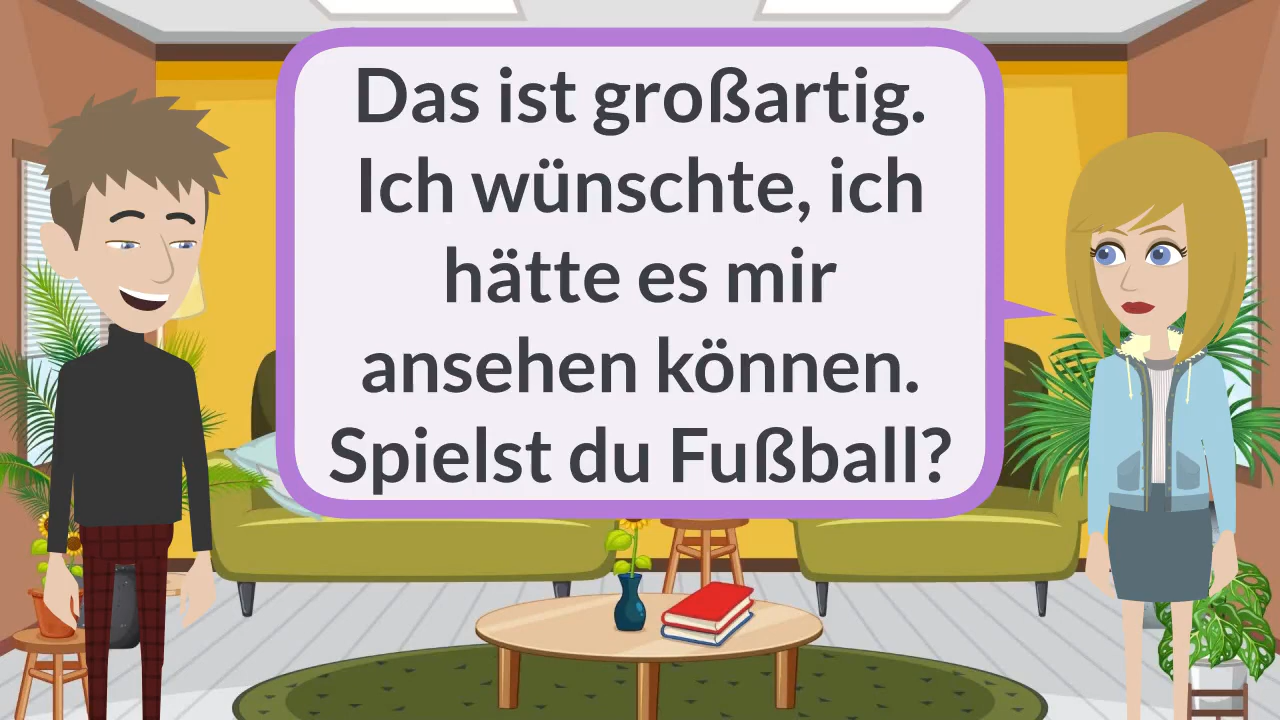 Das ist großartig.
Ich wünschte, ich
hätte es mir
ansehen können.
Spielst du Fußball?